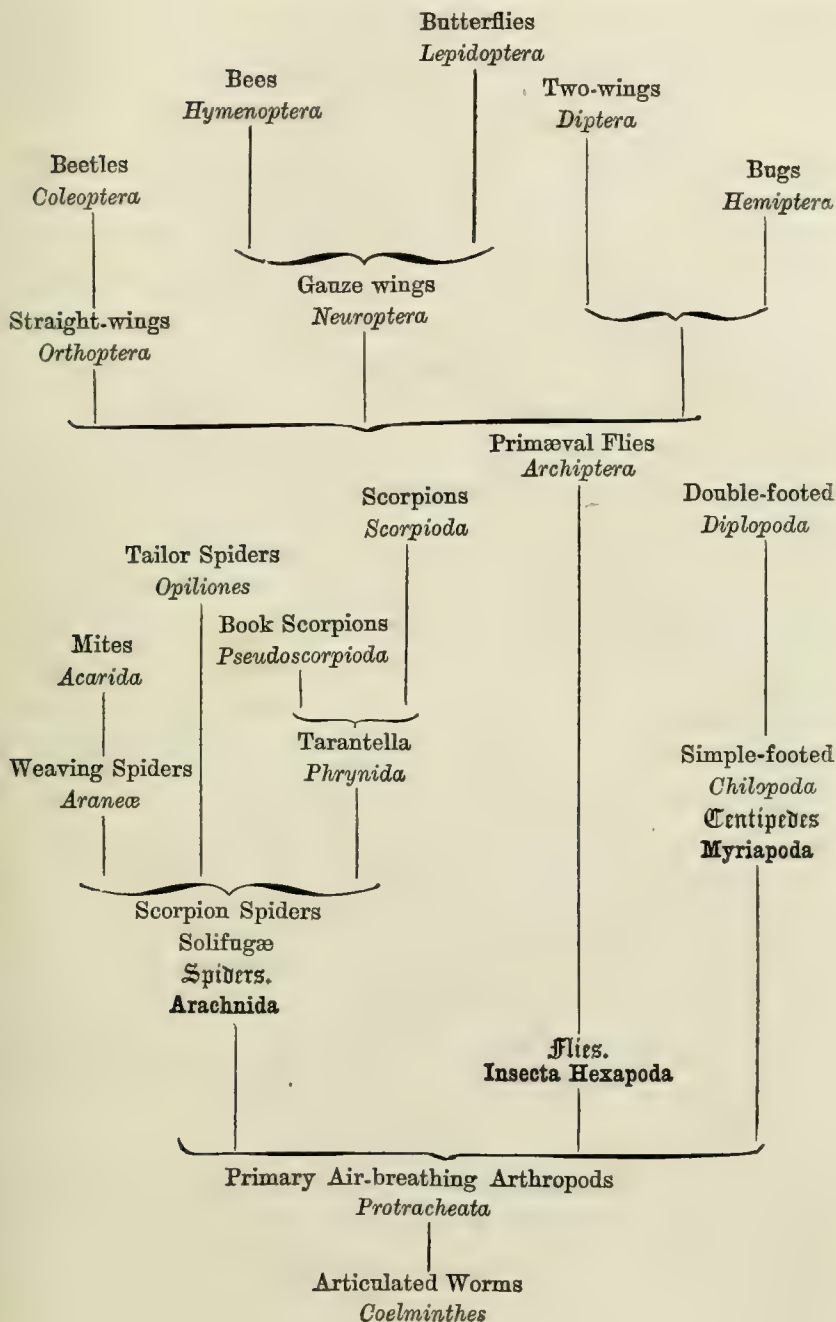 Butterflies
Lepidoptera
Bees
Hymenoptera
Two-wings
Diptera
Beetles
Coleoptera
Bugs
Hemiptera
Gauze wings
Neuroptera
Straight-wings
Orthoptera
Primæval Flies
Archiptera
Scorpions
Scorpioda
Double-footed
Diplopoda
Tailor Spiders
Opiliones
Book Scorpions
Pseudoscorpioda
Mites
Acarida
Tarantella
Phrynida
Weaving Spiders
Araneæ
Simple-footed
Chilopoda
Centipedes
Myriapoda
Scorpion Spiders
Solifugæ
Spiders.
Arachnida
Flies.
Insecta Hexapoda
Primary Air-breathing Arthropods
Protracheata
Articulated Worms
Coelminthes